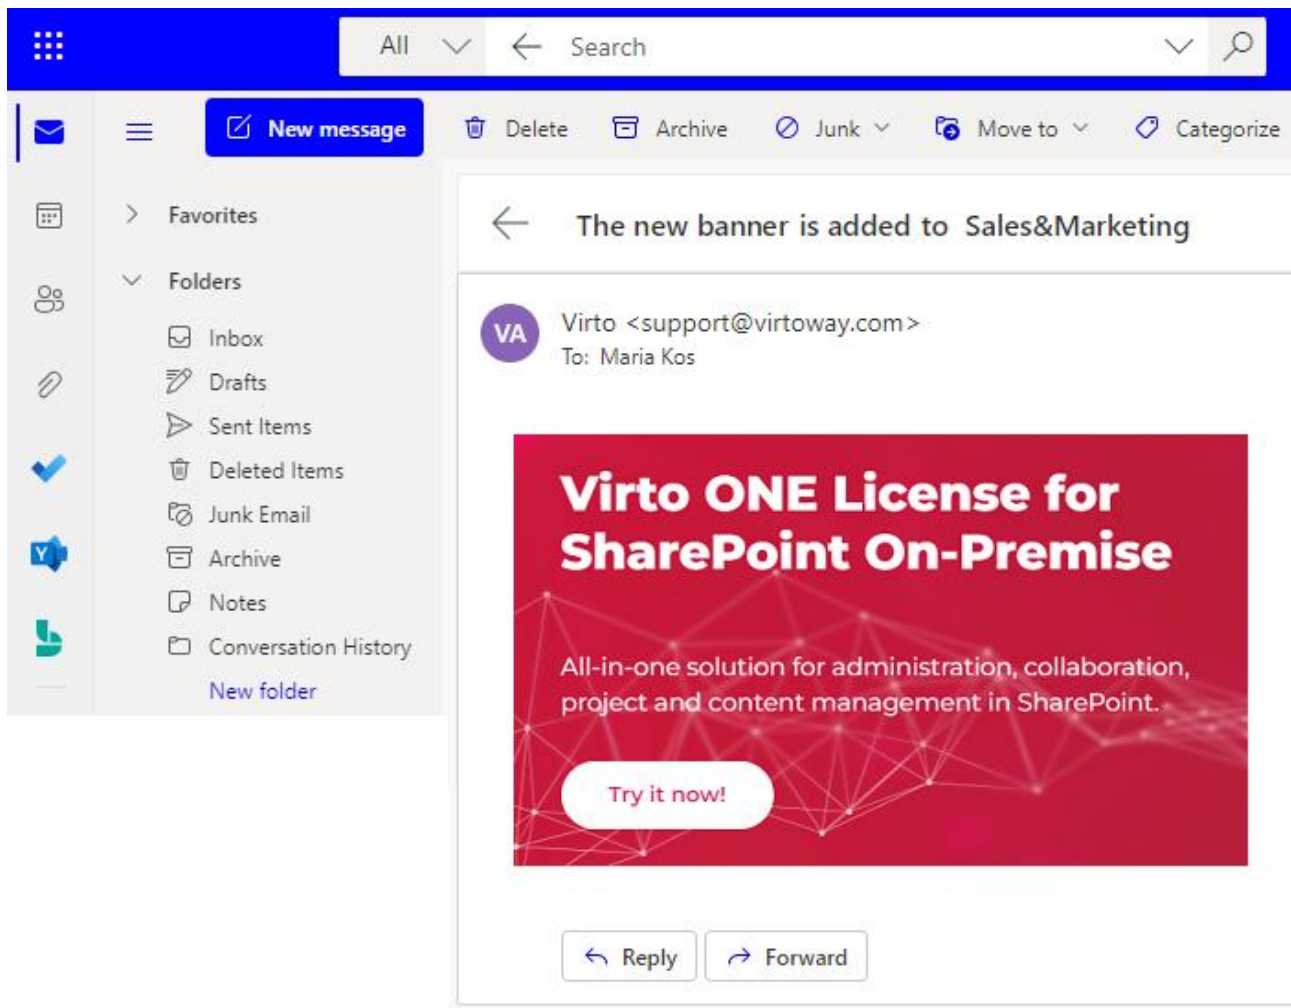 All
Search
New message
Delete
Archive
Junk
Move to
Categorize
Favorites
Folders
Inbox
Drafts
Sent Items
Deleted Items
Junk Email
Archive
Notes
Conversation History
New folder
The new banner is added to Sales&Marketing
VA
Virto <support@virtoway.com>
To: Maria Kos
Virto ONE License for
SharePoint On-Premise
All-in-one solution for administration, collaboration,
project and content management in SharePoint.
Try it now!
Reply
Forward
Y
b